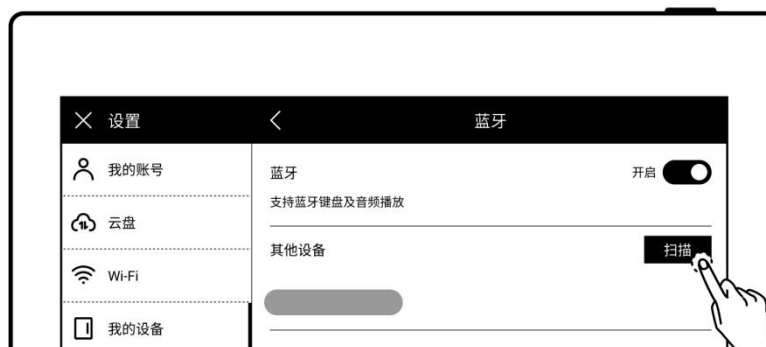 设置
蓝牙
我的账号
云盘
Wi-Fi
我的设备
蓝牙
开启
支持蓝牙键盘及音频播放
其他设备
扫描